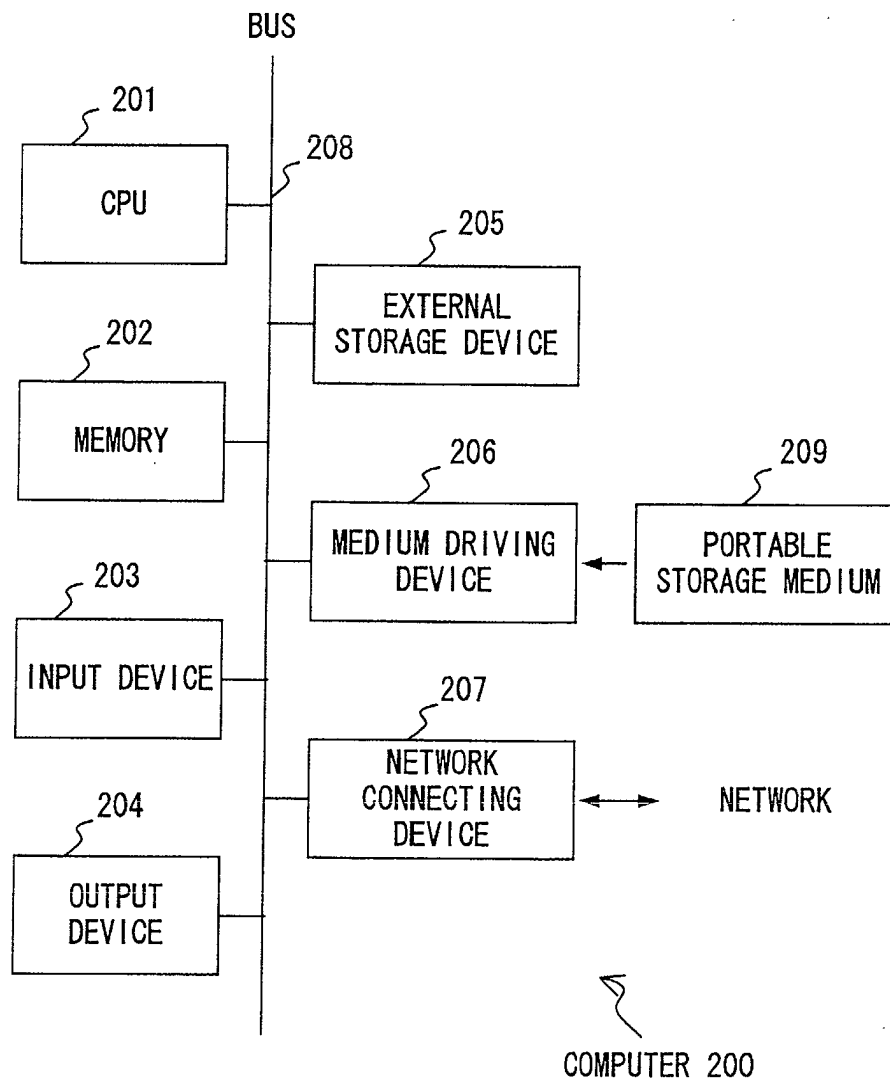 BUS
201
CPU
208
205
EXTERNAL
STORAGE DEVICE
202
MEMORY
206
MEDIUM DRIVING
DEVICE
209
PORTABLE
STORAGE MEDIUM
203
INPUT DEVICE
207
NETWORK
CONNECTING
DEVICE
NETWORK
204
OUTPUT
DEVICE
COMPUTER 200